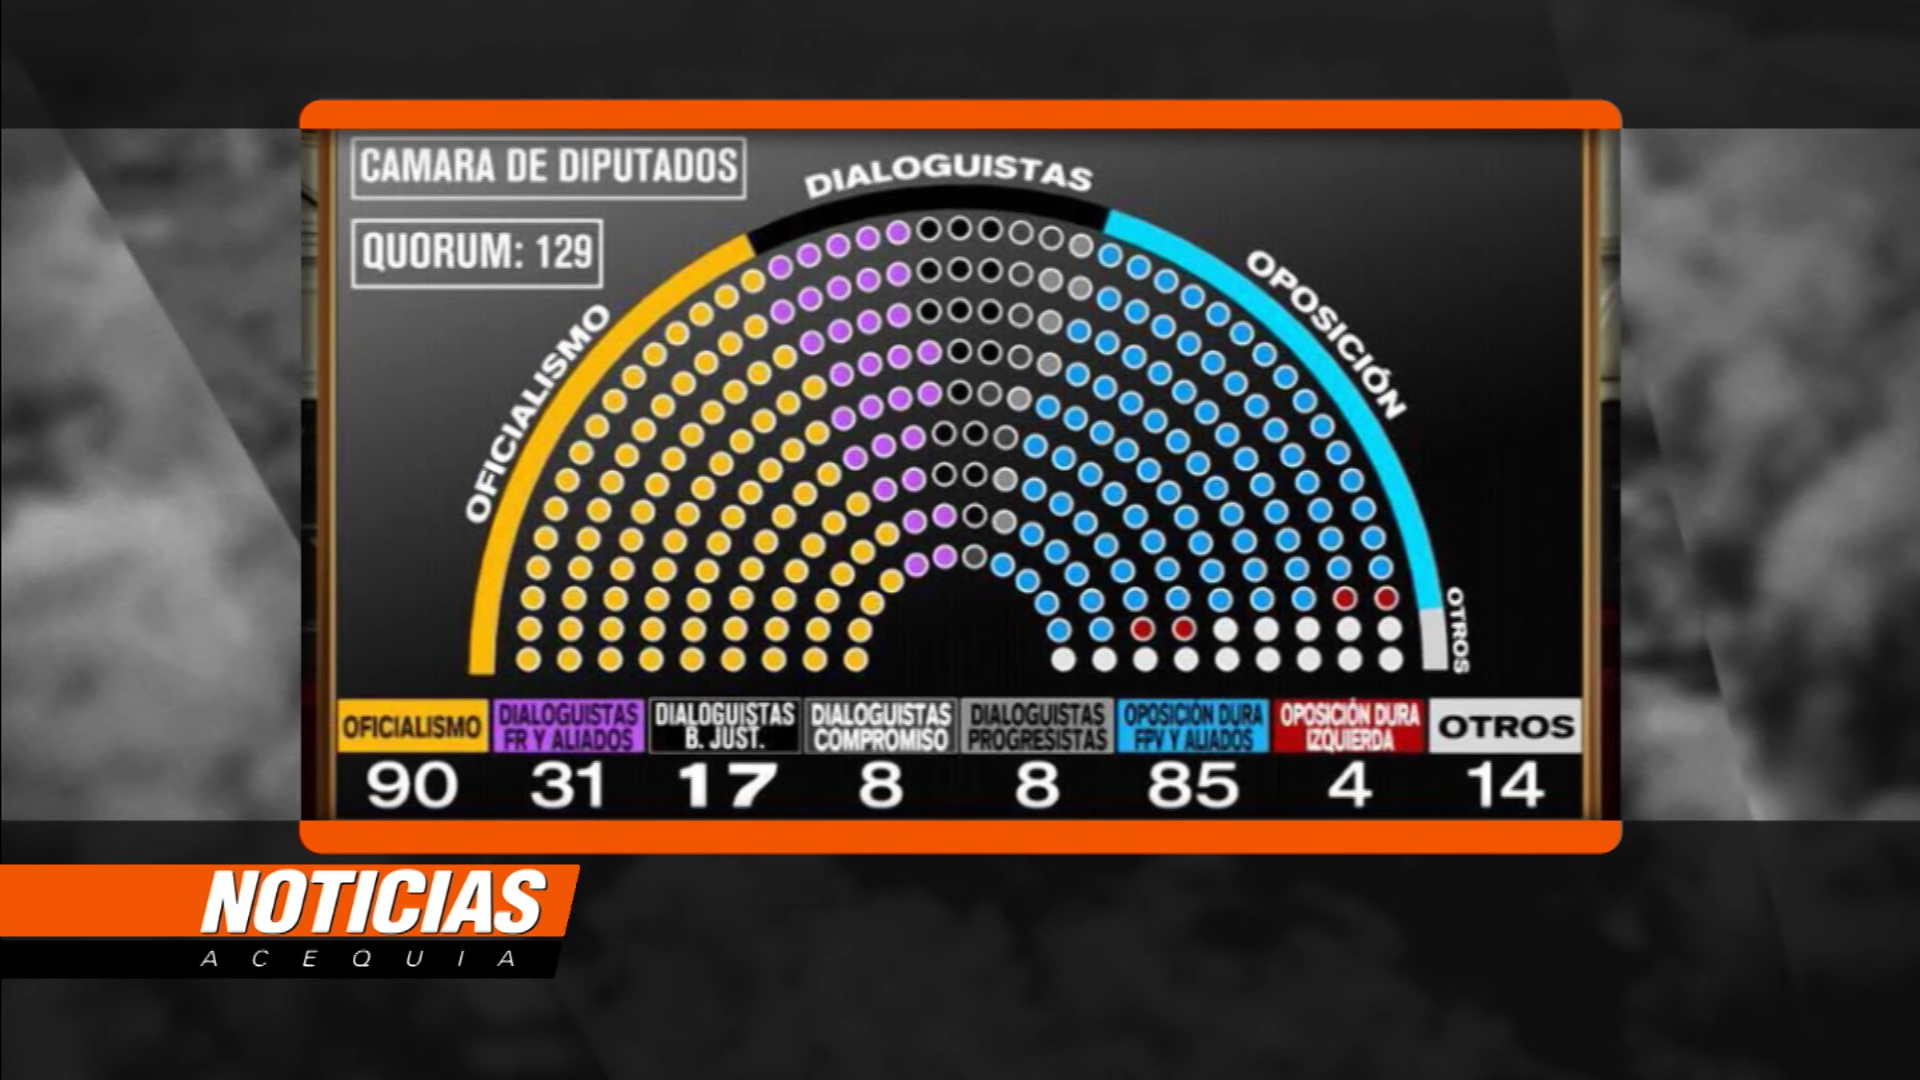 CAMARA DE DIPUTADOS
QUORUM: 129
DIALOGUISTAS
OFICIALISMO
OPOSICIÓN
OTROS
OFICIALISMO
90
DIALOGUISTAS
FR Y ALIADOS
31
DIALOGUISTAS
B. JUST.
17
DIALOGUISTAS
COMPROMISO
8
DIALOGUISTAS
PROGRESISTAS
8
OPOSICIÓN DURA
FPV Y ALIADOS
85
OPOSICIÓN DURA
IZQUIERDA
4
OTROS
14
NOTICIAS
ACEQUIA